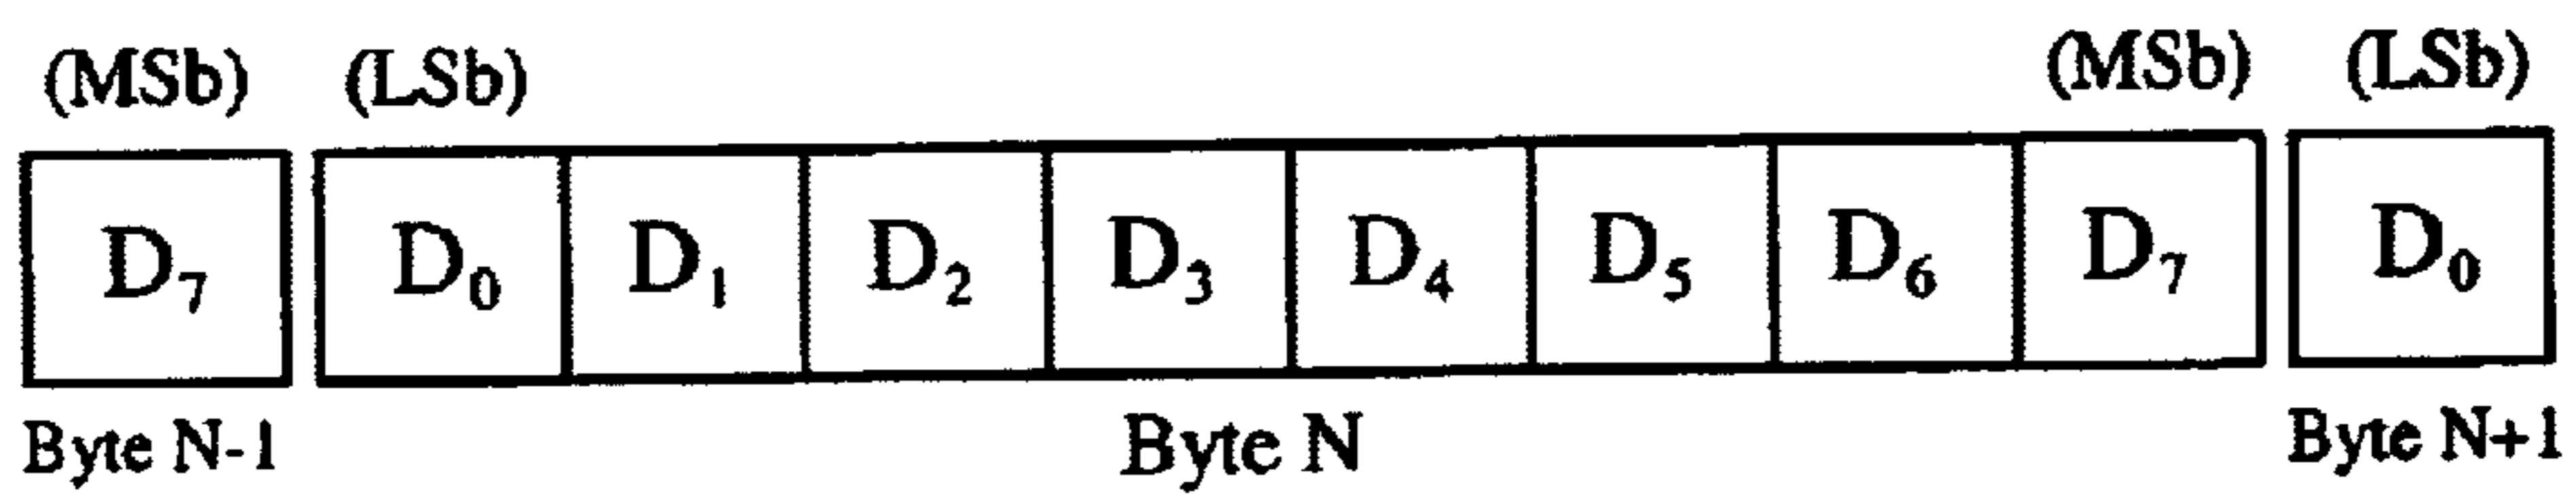 (MSb) (LSb) (MSb) (LSb)
D₇ D₀ D₁ D₂ D₃ D₄ D₅ D₆ D₇ D₀
Byte N-1 Byte N Byte N+1